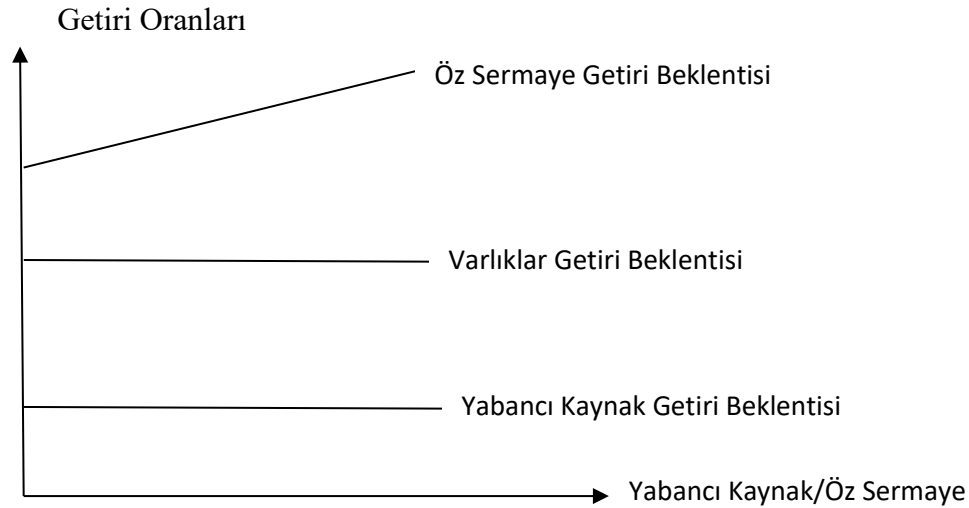 Getiri Oranları
Öz Sermaye Getiri Beklentisi
Varlıklar Getiri Beklentisi
Yabancı Kaynak Getiri Beklentisi
Yabancı Kaynak/Öz Sermaye